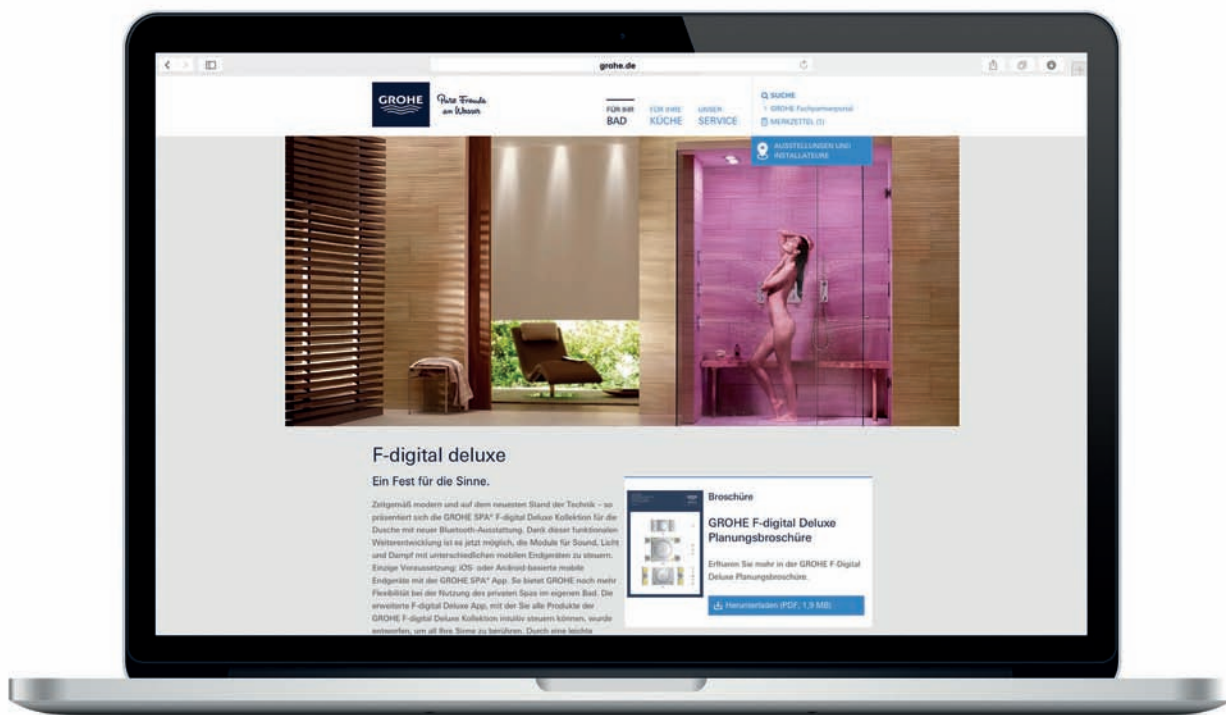 grohe.de
GROHE
Pure Freude
an Wasser
FÜR IHR
BAD
FÜR IHRE
KÜCHE
UNSER
SERVICE
SUCHE
GROHE Fachpartnerportal
MERKZETTEL (1)
AUSSTELLUNGEN UND
INSTALLATEURE
F-digital deluxe
Ein Fest für die Sinne.
Zeitgemäß modern und auf dem neuesten Stand der Technik – so
präsentiert sich die GROHE SPA® F-digital Deluxe Kollektion für die
Dusche mit neuer Bluetooth-Ausstattung. Dank dieser funktionalen
Weiterentwicklung ist es jetzt möglich, die Module für Sound, Licht
und Dampf mit unterschiedlichen mobilen Endgeräten zu steuern.
Einzige Voraussetzung: iOS- oder Android-basierte mobile
Endgeräte mit der GROHE SPA® App. So bietet GROHE noch mehr
Flexibilität bei der Nutzung des privaten Spas im eigenen Bad. Die
erweiterte F-digital Deluxe App, mit der Sie alle Produkte der
GROHE F-digital Deluxe Kollektion intuitiv steuern können, wurde
entworfen, um all Ihre Sinne zu berühren. Durch eine leichte
Broschüre
GROHE F-digital Deluxe
Planungsbroschüre
Erfharen Sie mehr in der GROHE F-Digital
Deluxe Planungsbroschüre.
Herunterladen (PDF, 1,9 MB)